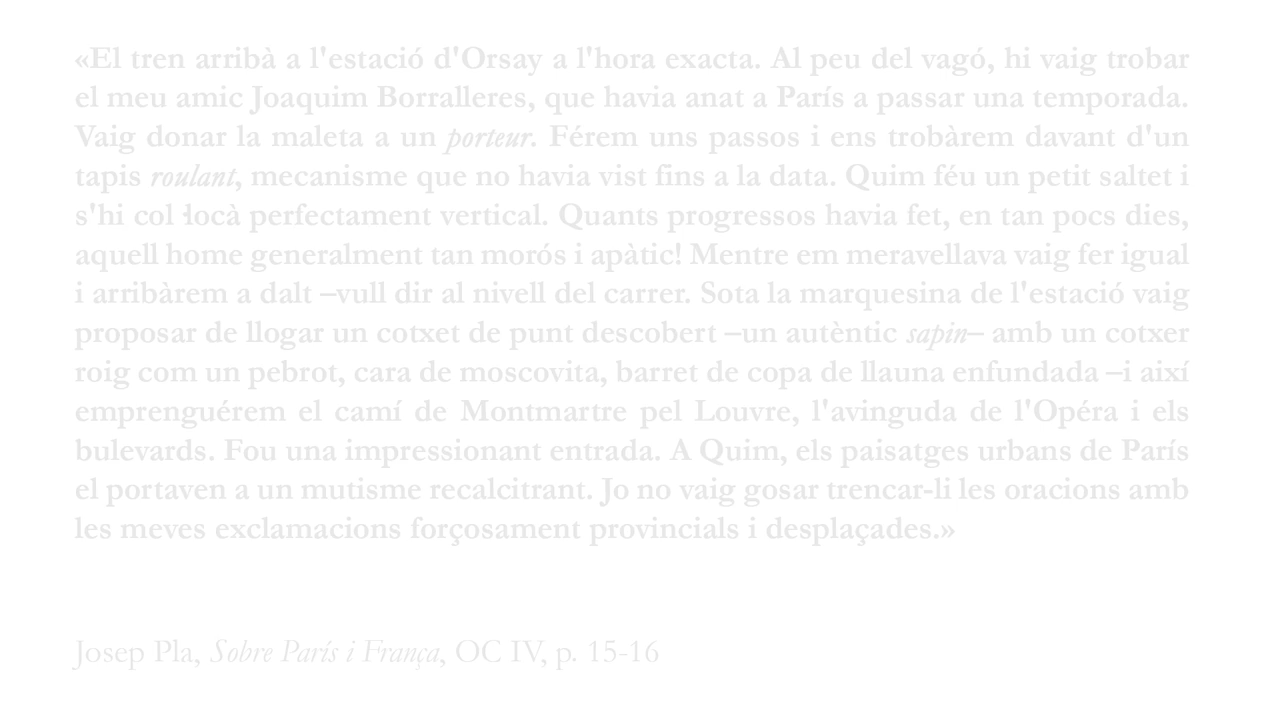 «El tren arribà a l'estació d'Orsay a l'hora exacta. Al peu del vagó, hi vaig trobar
el meu amic Joaquim Borralleres, que havia anat a París a passar una temporada.
Vaig donar la maleta a un porteur. Férem uns passos i ens trobàrem davant d'un
tapis roulant, mecanisme que no havia vist fins a la data. Quim féu un petit saltet i
s'hi col·locà perfectament vertical. Quants progressos havia fet, en tan pocs dies,
aquell home generalment tan morós i apàtic! Mentre em meravellava vaig fer igual
i arribàrem a dalt –vull dir al nivell del carrer. Sota la marquesina de l'estació vaig
proposar de llogar un cotxet de punt descobert –un autèntic sapin– amb un cotxer
roig com un pebrot, cara de moscovita, barret de copa de llauna enfundada –i així
emprenguérem el camí de Montmartre pel Louvre, l'avinguda de l'Opéra i els
bulevards. Fou una impressionant entrada. A Quim, els paisatges urbans de París
el portaven a un mutisme recalcitrant. Jo no vaig gosar trencar-li les oracions amb
les meves exclamacions forçosament provincials i desplaçades.»
Josep Pla, Sobre París i França, OC IV, p. 15-16